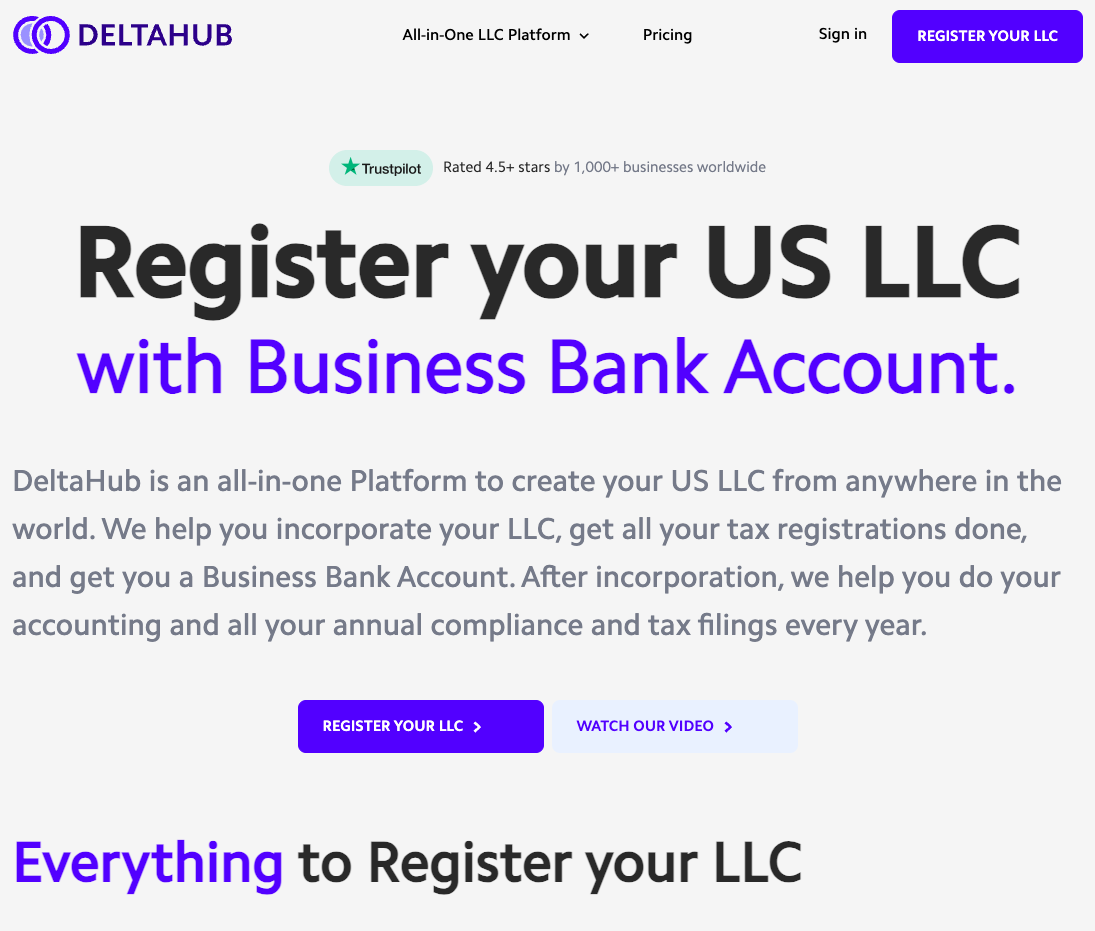 DELTAHUB
All-in-One LLC Platform
Pricing
Sign in
REGISTER YOUR LLC
Trustpilot
Rated 4.5+ stars by 1,000+ businesses worldwide
Register your US LLC
with Business Bank Account.
DeltaHub is an all-in-one Platform to create your US LLC from anywhere in the
world. We help you incorporate your LLC, get all your tax registrations done,
and get you a Business Bank Account. After incorporation, we help you do your
accounting and all your annual compliance and tax filings every year.
REGISTER YOUR LLC
WATCH OUR VIDEO
Everything to Register your LLC